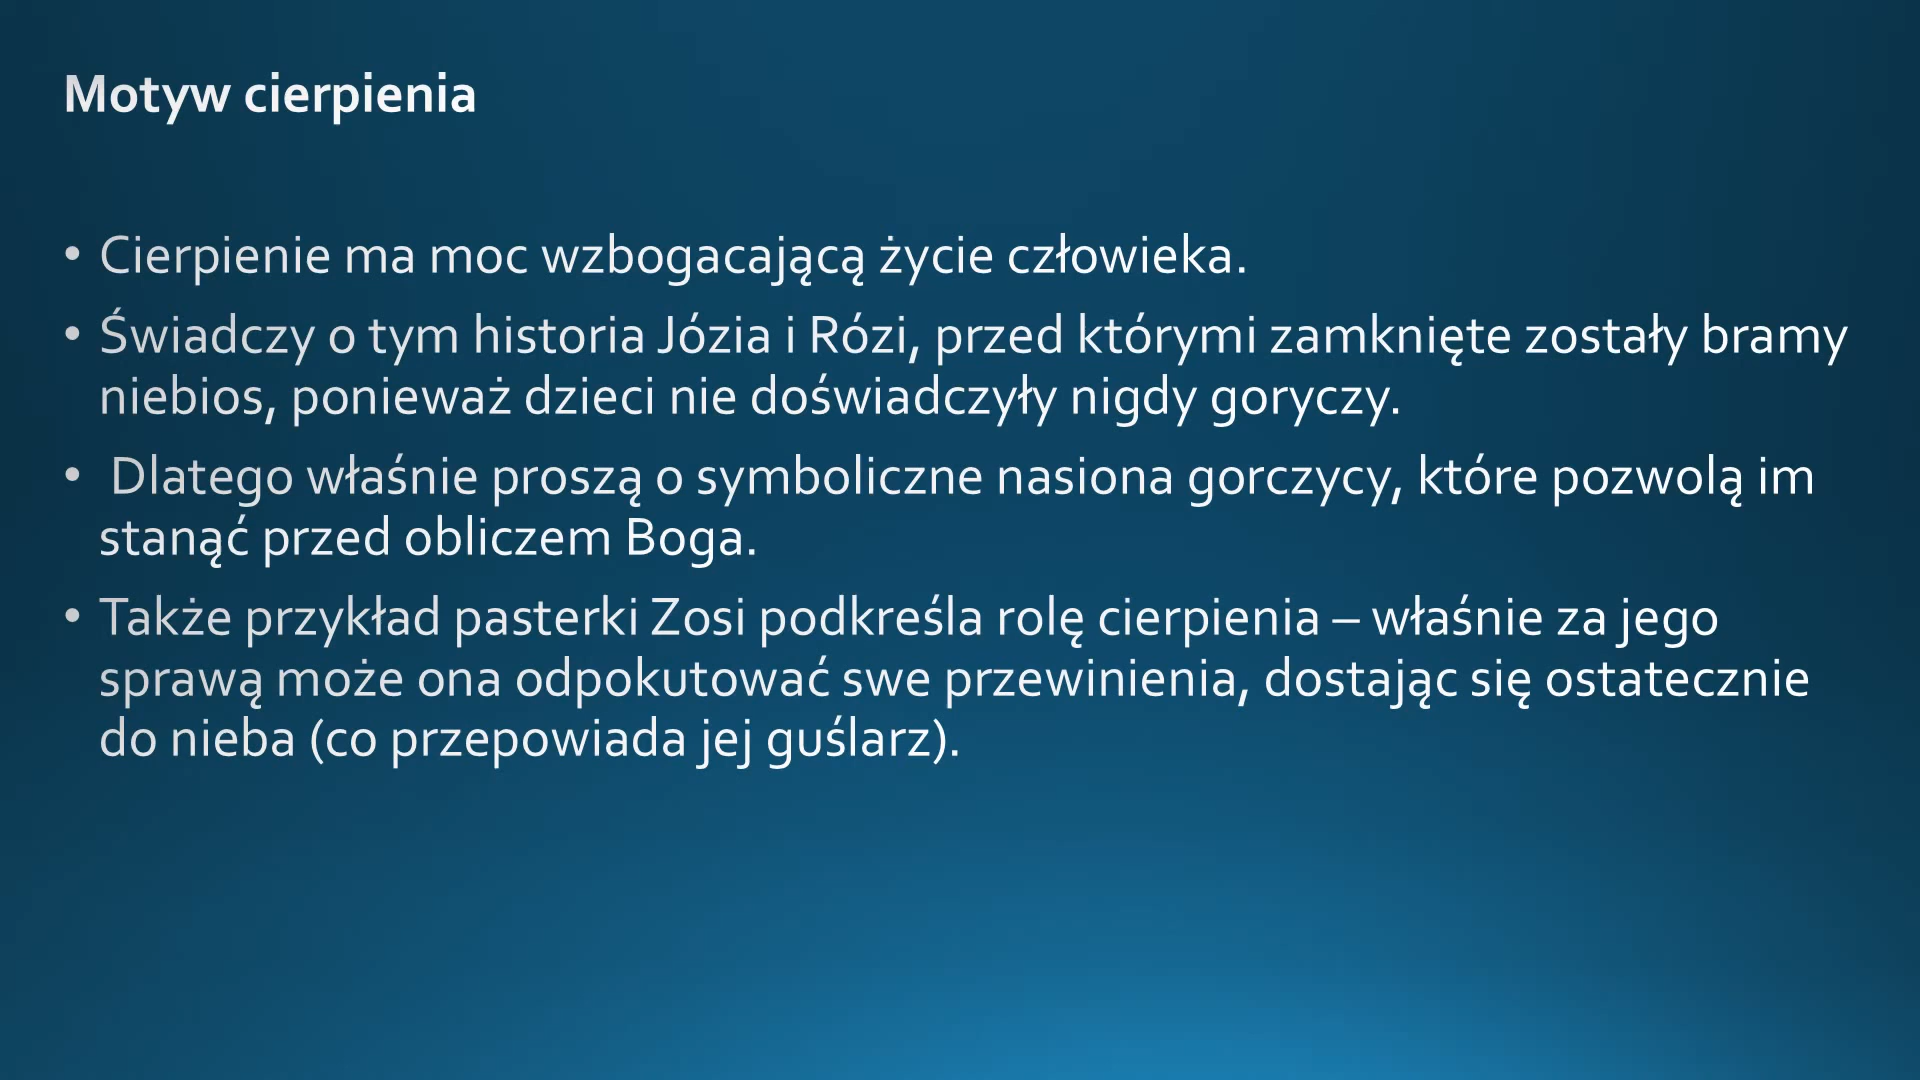 Motyw cierpienia
• Cierpienie ma moc wzbogacającą życie człowieka.
• Świadczy o tym historia Józia i Rózi, przed którymi zamknięte zostały bramy
niebios, ponieważ dzieci nie doświadczyły nigdy goryczy.
• Dlatego właśnie proszą o symboliczne nasiona gorczycy, które pozwolą im
stanąć przed obliczem Boga.
• Także przykład pasterki Zosi podkreśla rolę cierpienia – właśnie za jego
sprawą może ona odpokutować swe przewinienia, dostając się ostatecznie
do nieba (co przepowiada jej guślarz).